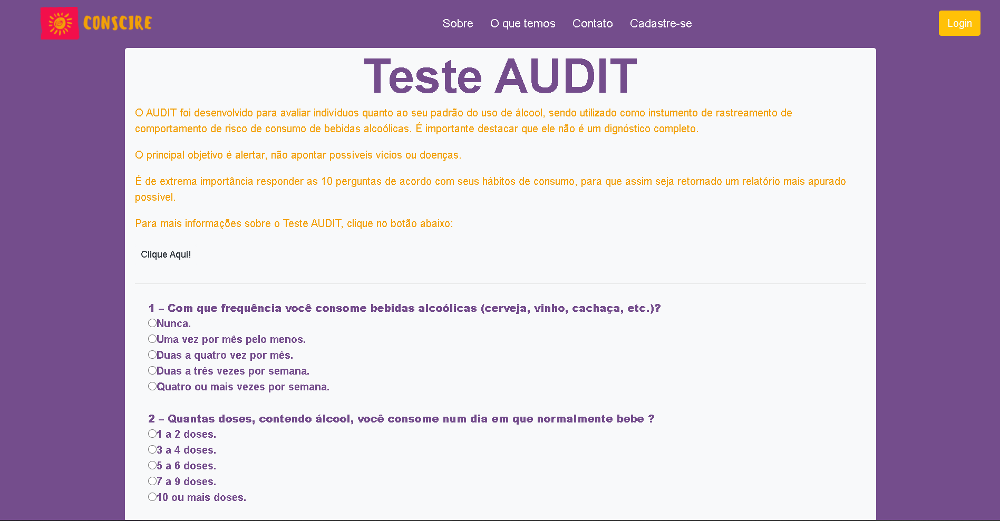 CONSCIRE
Sobre O que temos Contato Cadastre-se
Login
Teste AUDIT
O AUDIT foi desenvolvido para avaliar indivíduos quanto ao seu padrão do uso de álcool, sendo utilizado como instumento de rastreamento de
comportamento de risco de consumo de bebidas alcoólicas. É importante destacar que ele não é um dignóstico completo.
O principal objetivo é alertar, não apontar possíveis vícios ou doenças.
É de extrema importância responder as 10 perguntas de acordo com seus hábitos de consumo, para que assim seja retornado um relatório mais apurado
possível.
Para mais informações sobre o Teste AUDIT, clique no botão abaixo:
Clique Aqui!
1 – Com que frequência você consome bebidas alcoólicas (cerveja, vinho, cachaça, etc.)?
Nunca.
Uma vez por mês pelo menos.
Duas a quatro vez por mês.
Duas a três vezes por semana.
Quatro ou mais vezes por semana.
2 – Quantas doses, contendo álcool, você consome num dia em que normalmente bebe ?
1 a 2 doses.
3 a 4 doses.
5 a 6 doses.
7 a 9 doses.
10 ou mais doses.